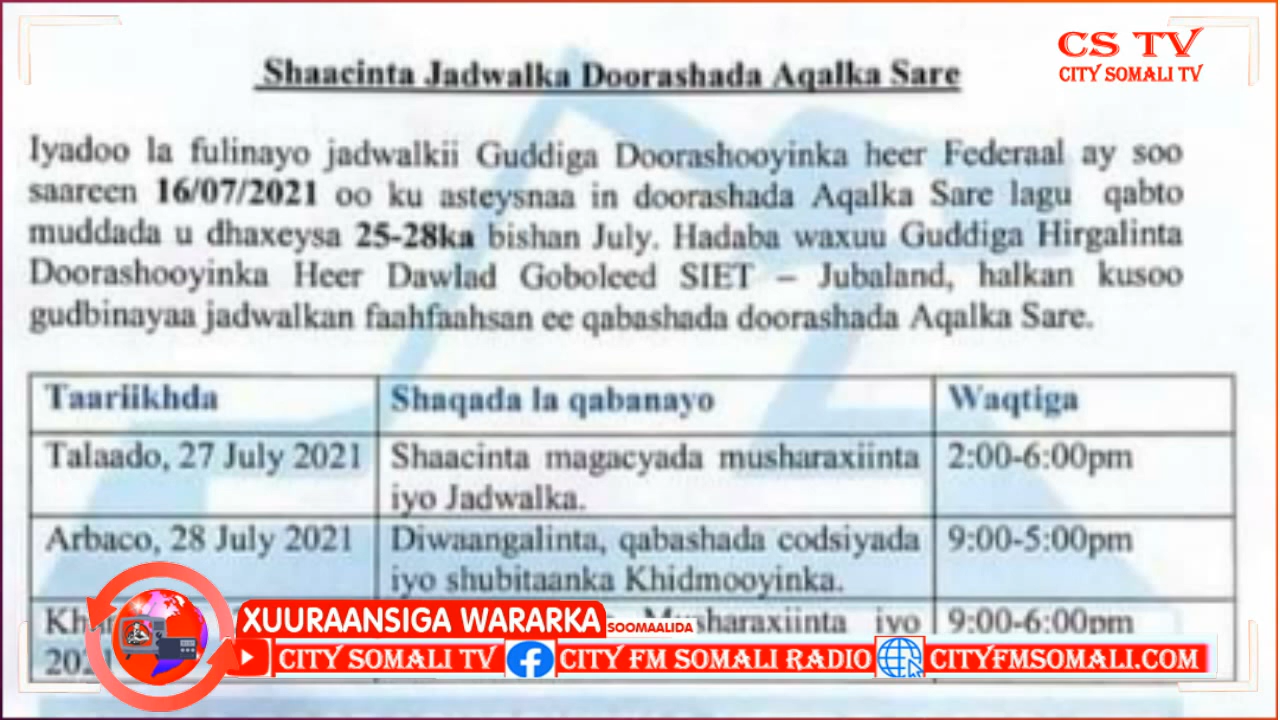 CS TV
CITY SOMALI TV
Shaacinta Jadwalka Doorashada Aqalka Sare
Iyadoo la fulinayo jadwalkii Guddiga Doorashooyinka heer Federaal ay soo
saareen 16/07/2021 oo ku asteysnaa in doorashada Aqalka Sare lagu qabto
muddada u dhaxeysa 25-28ka bishan July. Hadaba waxuu Guddiga Hirgalinta
Doorashooyinka Heer Dawlad Goboleed SIET – Jubaland, halkan kusoo
gudbinayaa jadwalkan faahfaahsan ee qabashada doorashada Aqalka Sare.
Taariikhda Shaqada la qabanayo Waqtiga
Talaado, 27 July 2021 Shaacinta magacyada musharaxiinta 2:00-6:00pm
iyo Jadwalka.
Arbaco, 28 July 2021 Diwaangalinta, qabashada codsiyada 9:00-5:00pm
iyo shubitaanka Khidmooyinka.
iyo 9:00-6:00pm
XUURAANSIGA WARARKA
SOOMAALIDA
CITY SOMALI TV CITY FM SOMALI RADIO CITYFMSOMALI.COM